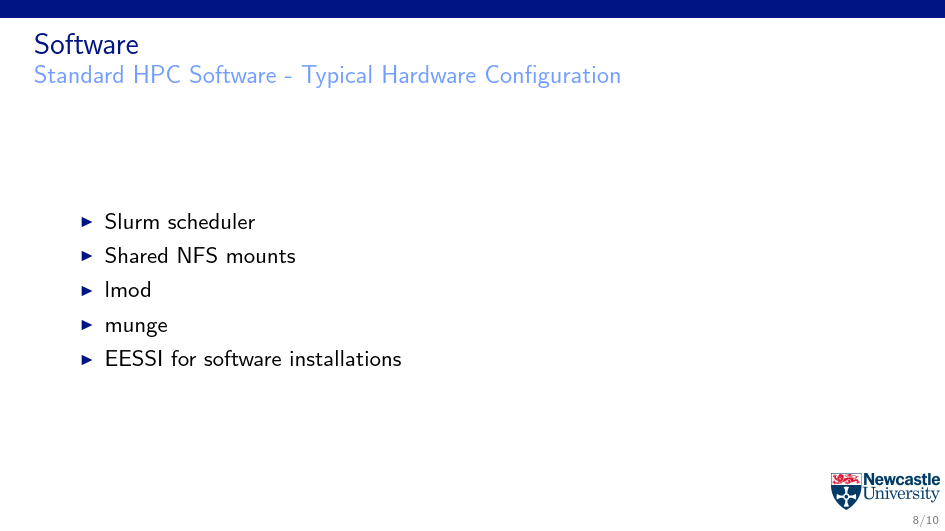 Software
Standard HPC Software - Typical Hardware Configuration
Slurm scheduler
Shared NFS mounts
lmod
munge
EESSI for software installations
Newcastle
University
8/10